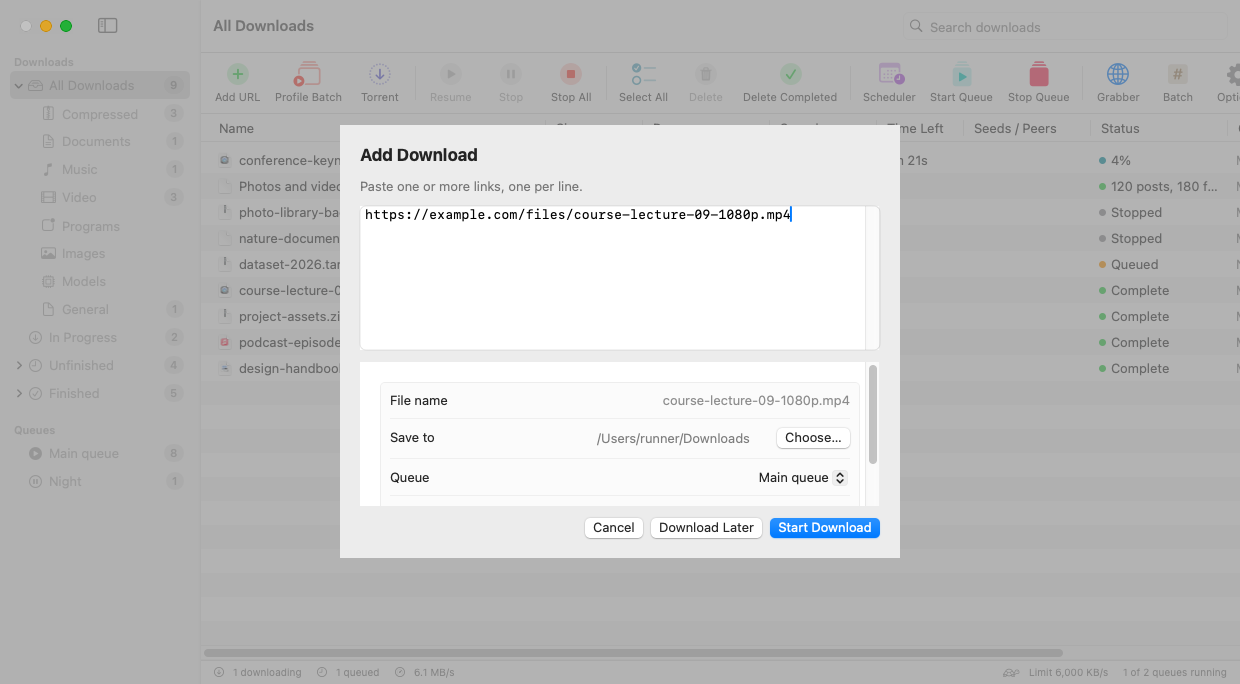 All Downloads
Search downloads
Downloads
All Downloads 9
Compressed 3
Documents 1
Music 1
Video 3
Programs
Images
Models
General 1
In Progress 2
Unfinished 4
Finished 5
Queues
Main queue 8
Night 1
Add URL Profile Batch Torrent Resume Stop Stop All Select All Delete Delete Completed Scheduler Start Queue Stop Queue Grabber # Batch
Name Time Left Seeds / Peers Status
conference-keyn 21s 4%
Photos and video 120 posts, 180 f...
photo-library-ba Stopped
nature-documen Stopped
dataset-2026.tar Queued
course-lecture-0 Complete
project-assets.zi Complete
podcast-episode Complete
design-handboo Complete
Add Download
Paste one or more links, one per line.
https://example.com/files/course-lecture-09-1080p.mp4
File name course-lecture-09-1080p.mp4
Save to /Users/runner/Downloads Choose...
Queue Main queue
Cancel Download Later Start Download
1 downloading 1 queued 6.1 MB/s Limit 6,000 KB/s 1 of 2 queues running